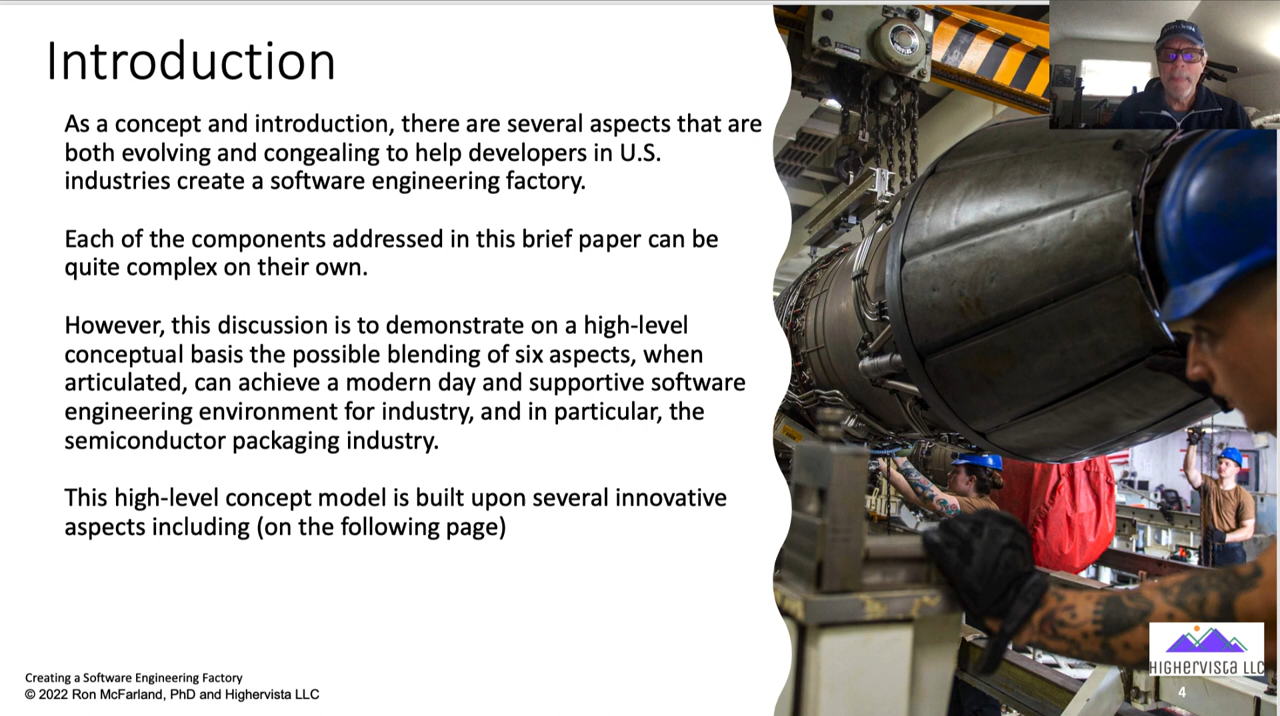 Introduction
As a concept and introduction, there are several aspects that are
both evolving and congealing to help developers in U.S.
industries create a software engineering factory.
Each of the components addressed in this brief paper can be
quite complex on their own.
However, this discussion is to demonstrate on a high-level
conceptual basis the possible blending of six aspects, when
articulated, can achieve a modern day and supportive software
engineering environment for industry, and in particular, the
semiconductor packaging industry.
This high-level concept model is built upon several innovative
aspects including (on the following page)
Creating a Software Engineering Factory
© 2022 Ron McFarland, PhD and Highervista LLC
HIGHERVISTA LLC
4